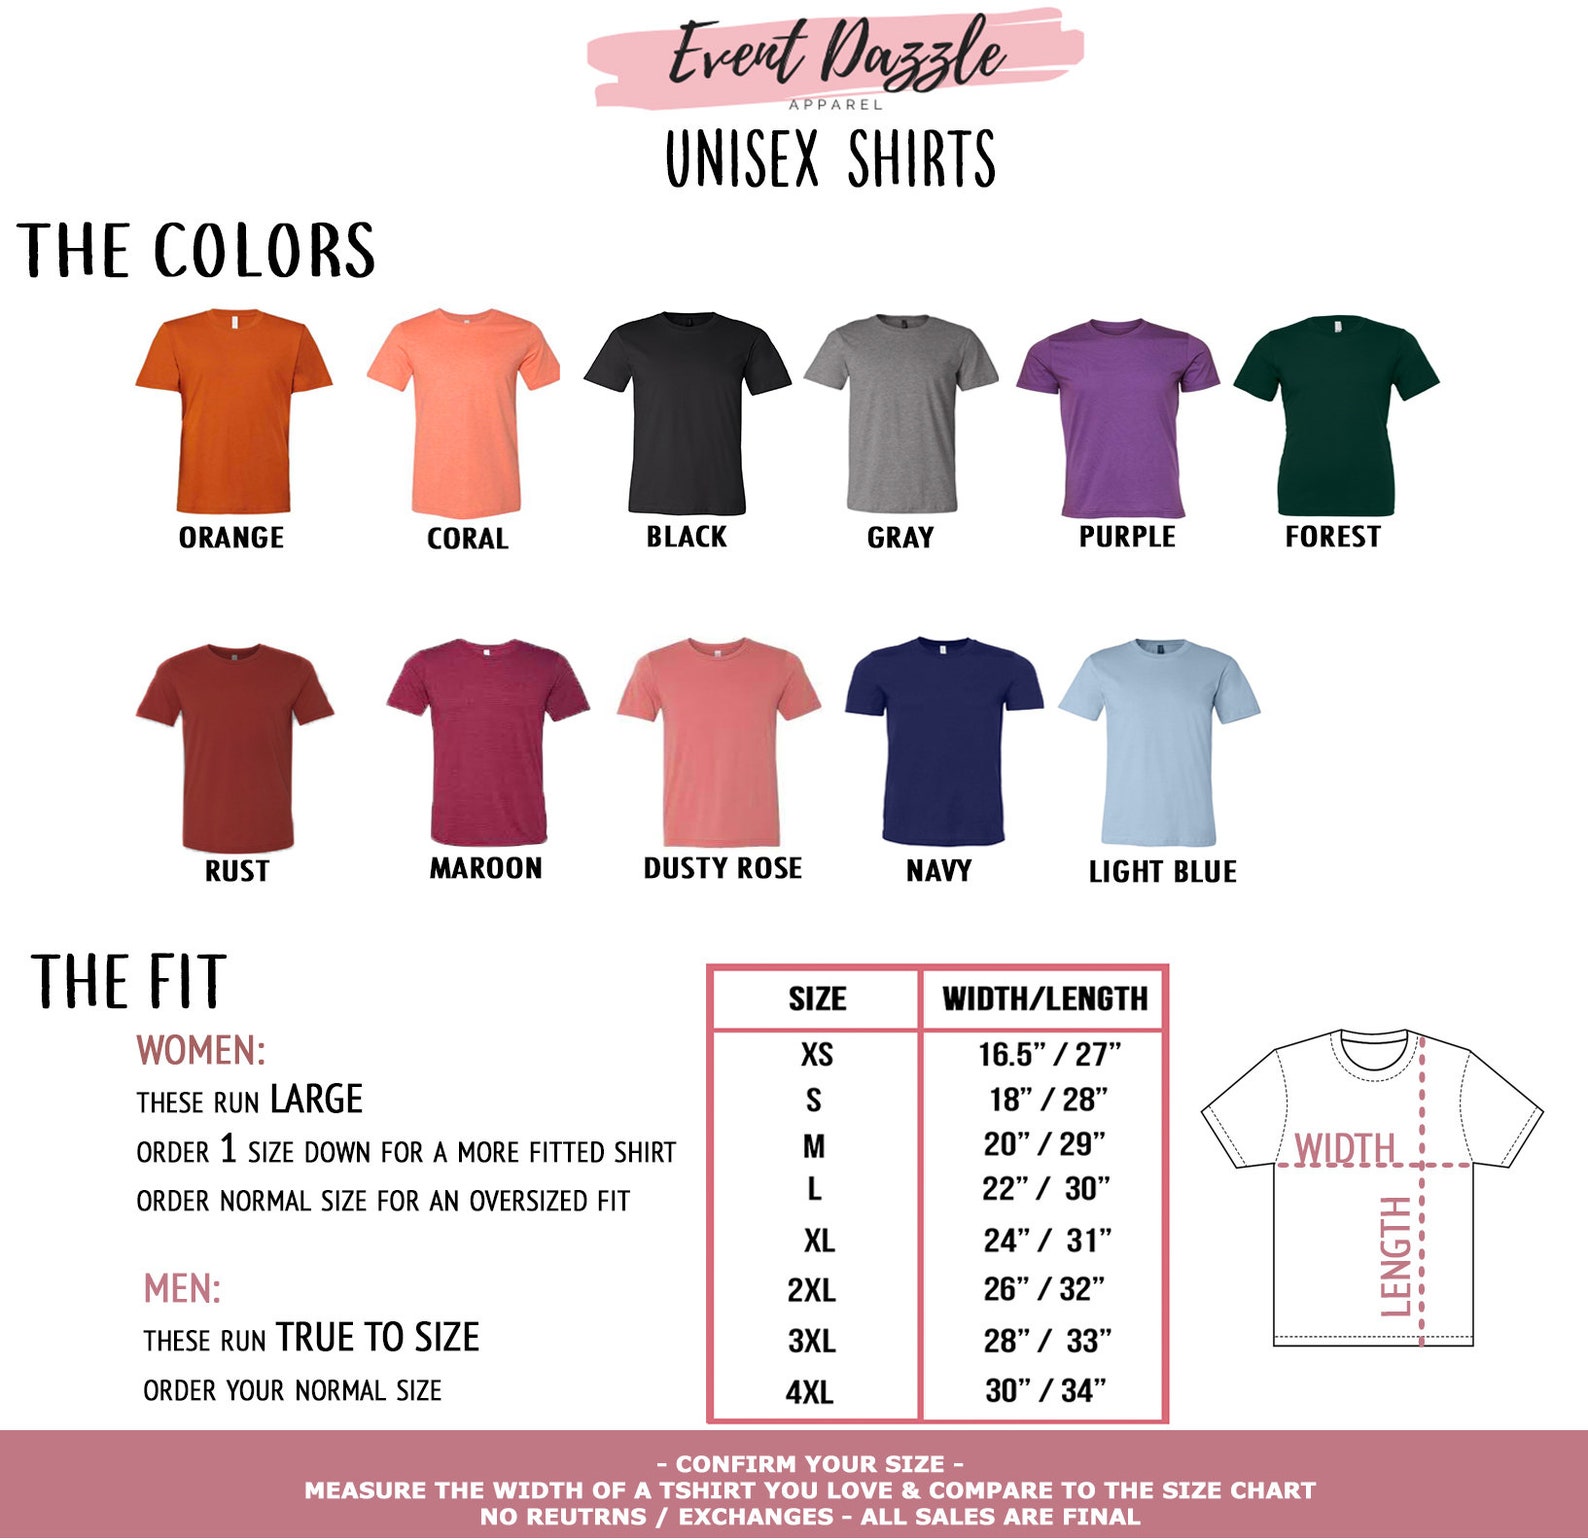 Event Dazzle
APPAREL
UNISEX SHIRTS
THE COLORS
ORANGE
CORAL
BLACK
GRAY
PURPLE
FOREST
RUST
MAROON
DUSTY ROSE
NAVY
LIGHT BLUE
THE FIT
WOMEN:
THESE RUN LARGE
ORDER 1 SIZE DOWN FOR A MORE FITTED SHIRT
ORDER NORMAL SIZE FOR AN OVERSIZED FIT
MEN:
THESE RUN TRUE TO SIZE
ORDER YOUR NORMAL SIZE
SIZE WIDTH/LENGTH
XS 16.5” / 27”
S 18” / 28”
M 20” / 29”
L 22” / 30”
XL 24” / 31”
2XL 26” / 32”
3XL 28” / 33”
4XL 30” / 34”
WIDTH
LENGTH
- CONFIRM YOUR SIZE -
MEASURE THE WIDTH OF A TSHIRT YOU LOVE & COMPARE TO THE SIZE CHART
NO REUTRNS / EXCHANGES - ALL SALES ARE FINAL